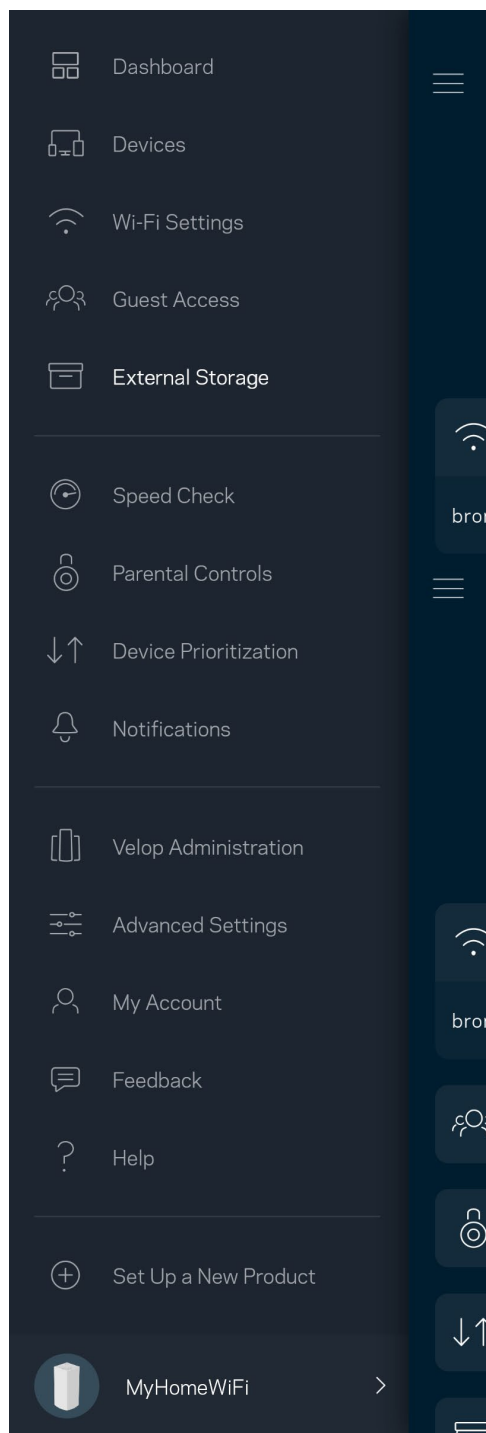 Dashboard
Devices
Wi-Fi Settings
Guest Access
External Storage
Speed Check
Parental Controls
Device Prioritization
Notifications
Velop Administration
Advanced Settings
My Account
Feedback
Help
Set Up a New Product
MyHomeWiFi